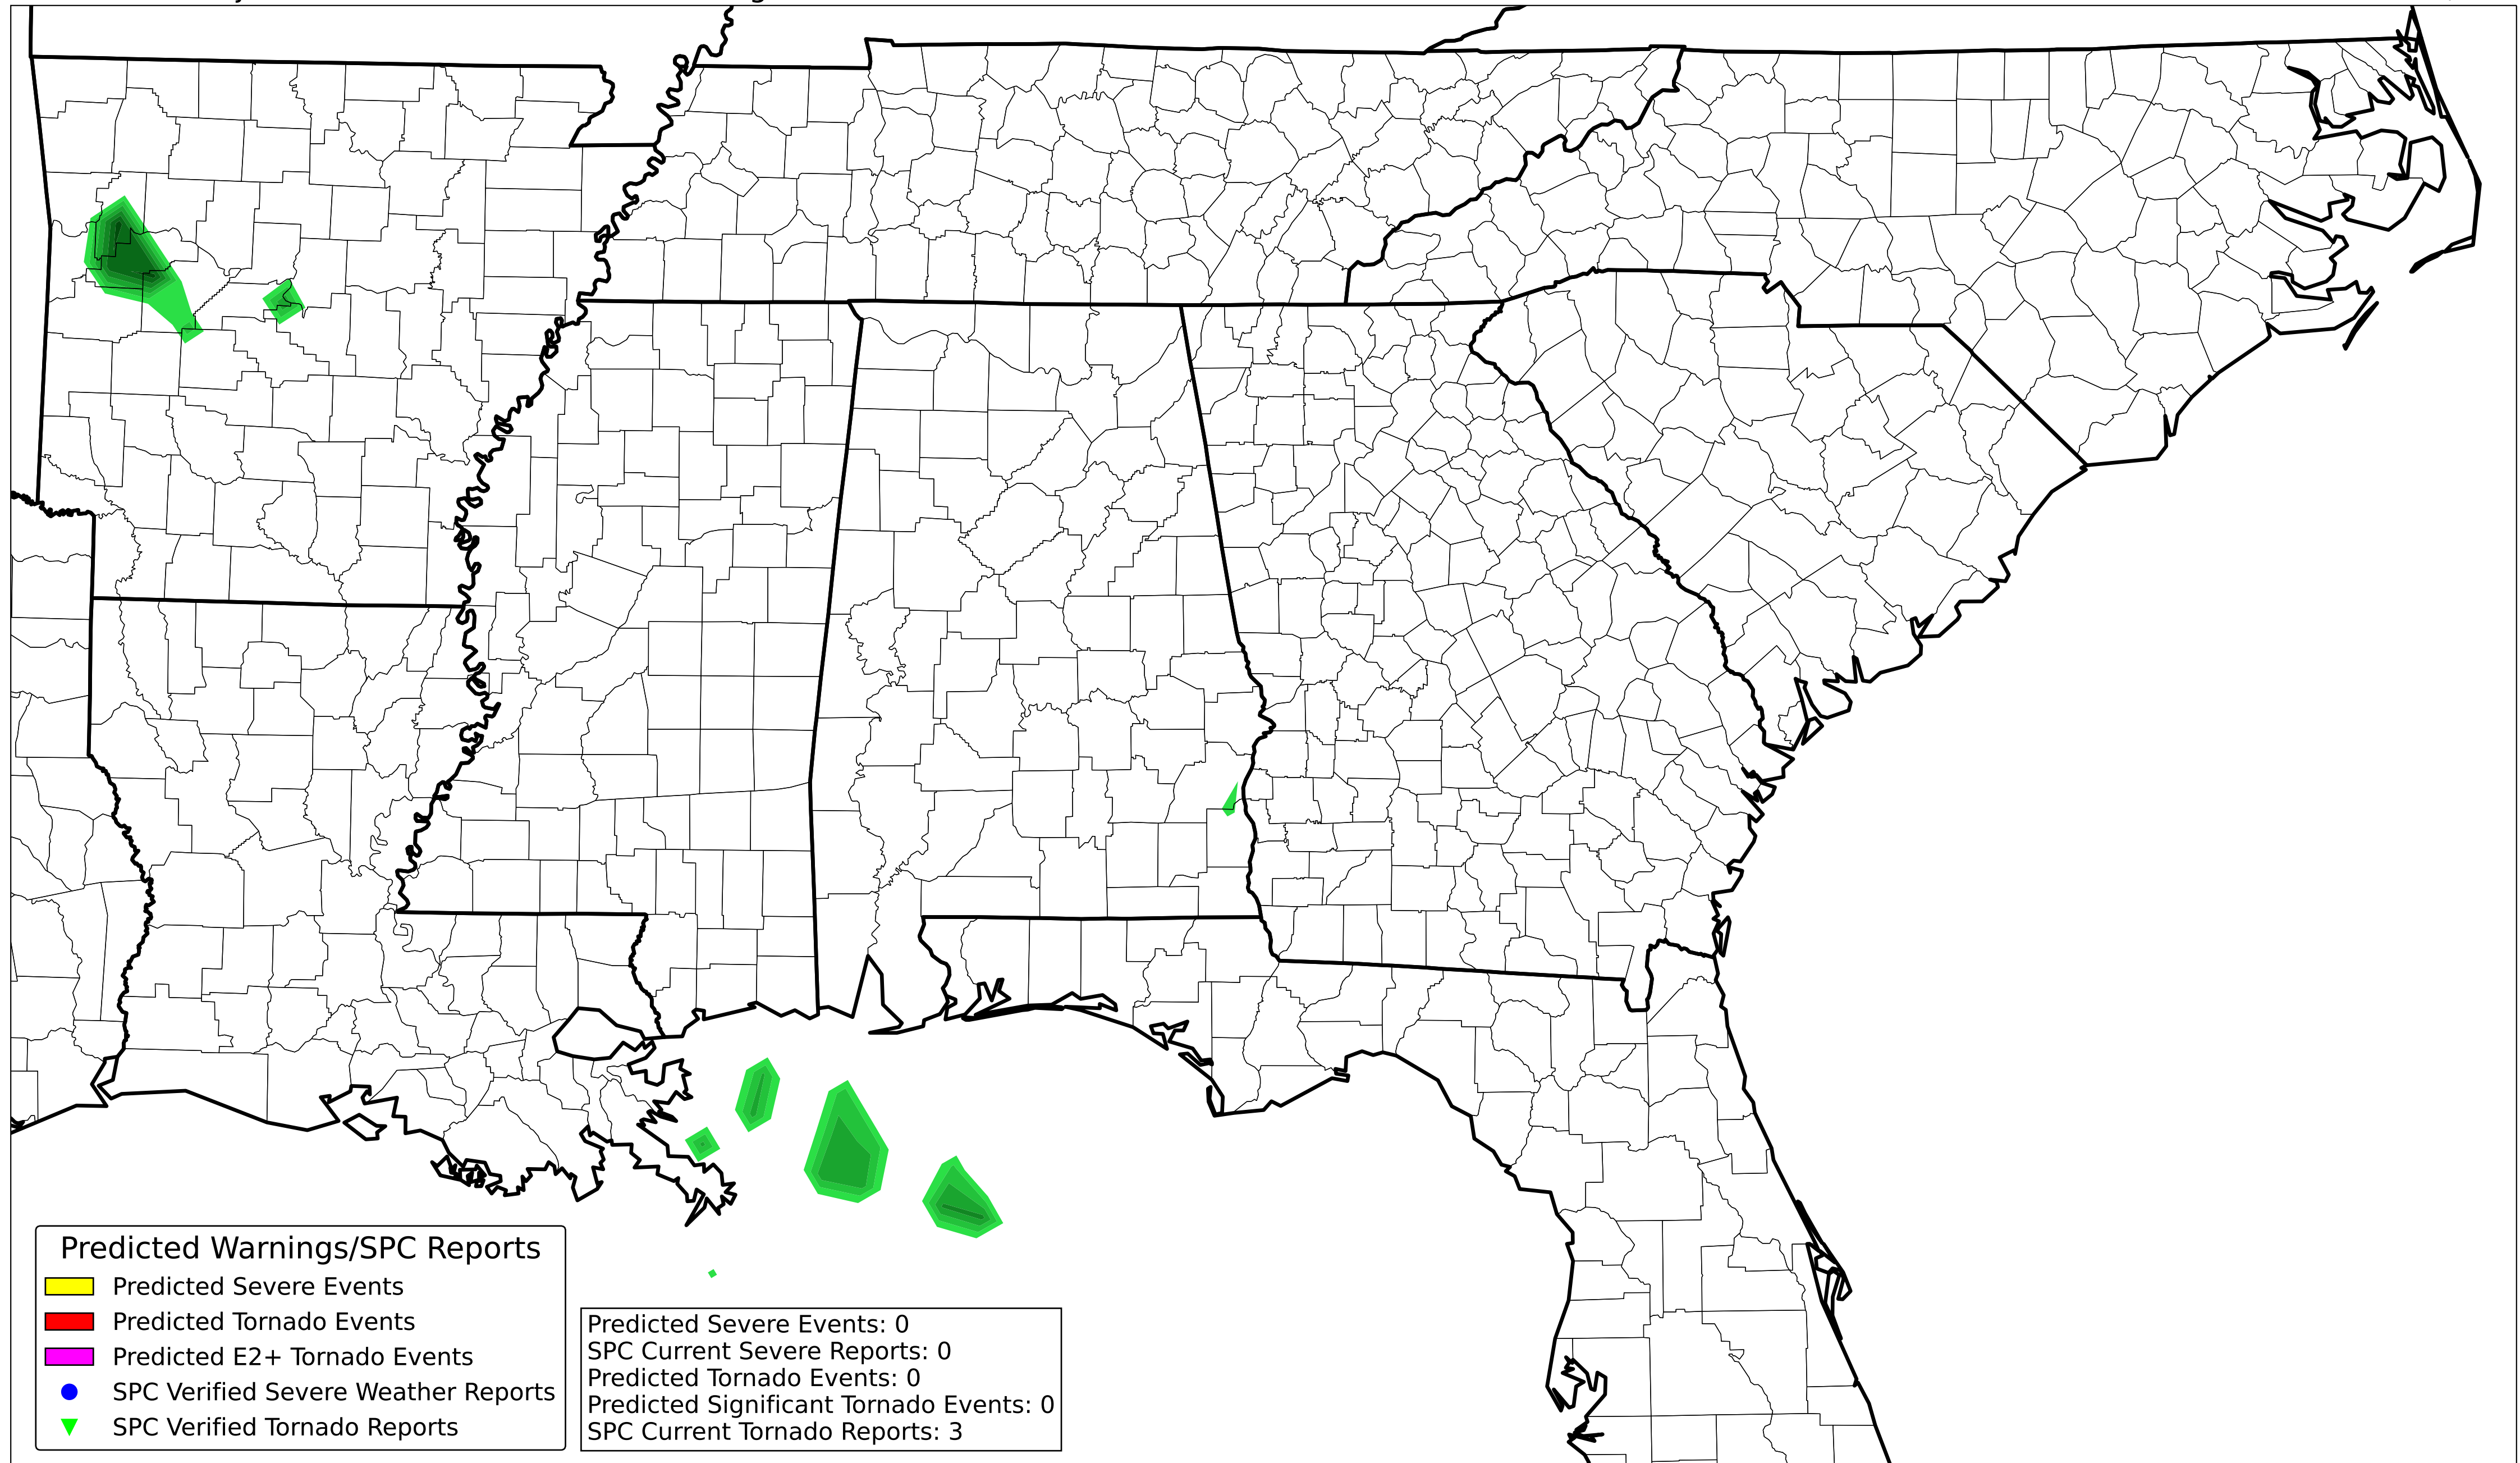 Predicted Warnings/SPC Reports
Predicted Severe Events
Predicted Tornado Events
Predicted E2+ Tornado Events
SPC Verified Severe Weather Reports
SPC Verified Tornado Reports
Predicted Severe Events: 0
SPC Current Severe Reports: 0
Predicted Tornado Events: 0
Predicted Significant Tornado Events: 0
SPC Current Tornado Reports: 3